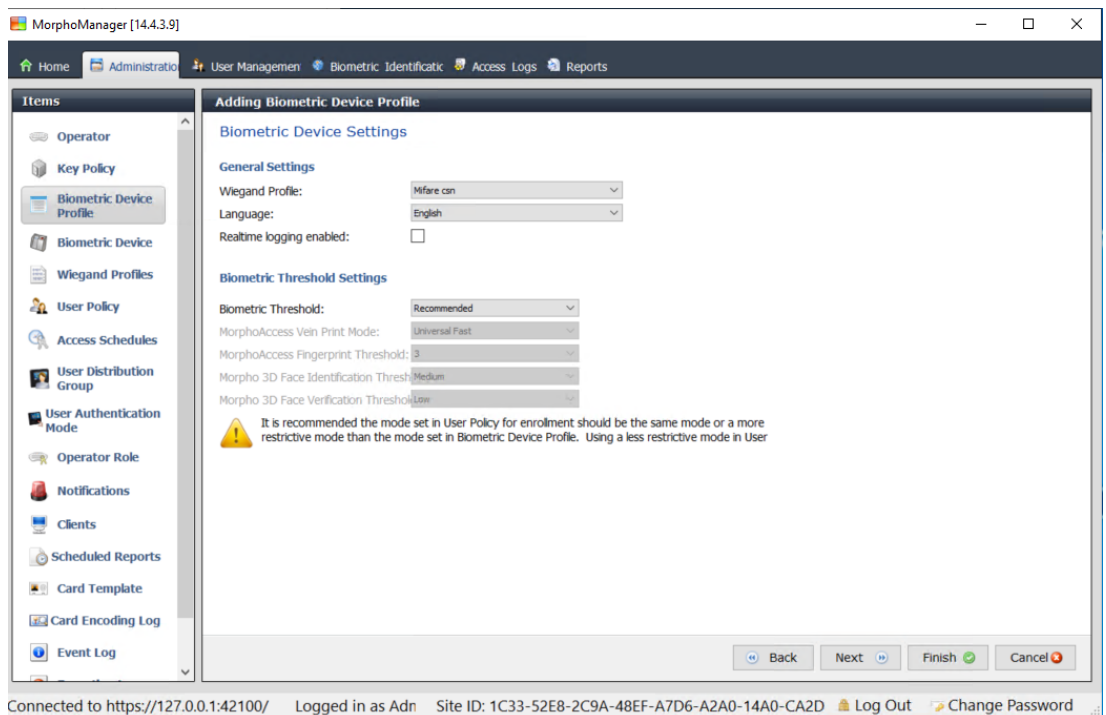 MorphoManager [14.4.3.9]
Home Administratio User Managemen Biometric Identificatic Access Logs Reports
Items
Operator
Key Policy
Biometric Device
Profile
Biometric Device
Wiegand Profiles
User Policy
Access Schedules
User Distribution
Group
User Authentication
Mode
Operator Role
Notifications
Clients
Scheduled Reports
Card Template
Card Encoding Log
Event Log
Adding Biometric Device Profile
Biometric Device Settings
General Settings
Wiegand Profile: Mifare csn
Language: English
Realtime logging enabled:
Biometric Threshold Settings
Biometric Threshold: Recommended
MorphoAccess Vein Print Mode: Universal Fast
MorphoAccess Fingerprint Threshold: 3
Morpho 3D Face Identification Thresh Medium
Morpho 3D Face Verification Threshol Low
It is recommended the mode set in User Policy for enrollment should be the same mode or a more
restrictive mode than the mode set in Biometric Device Profile. Using a less restrictive mode in User
Back Next Finish Cancel
Connected to https://127.0.0.1:42100/ Logged in as Adn Site ID: 1C33-52E8-2C9A-48EF-A7D6-A2A0-14A0-CA2D Log Out Change Password